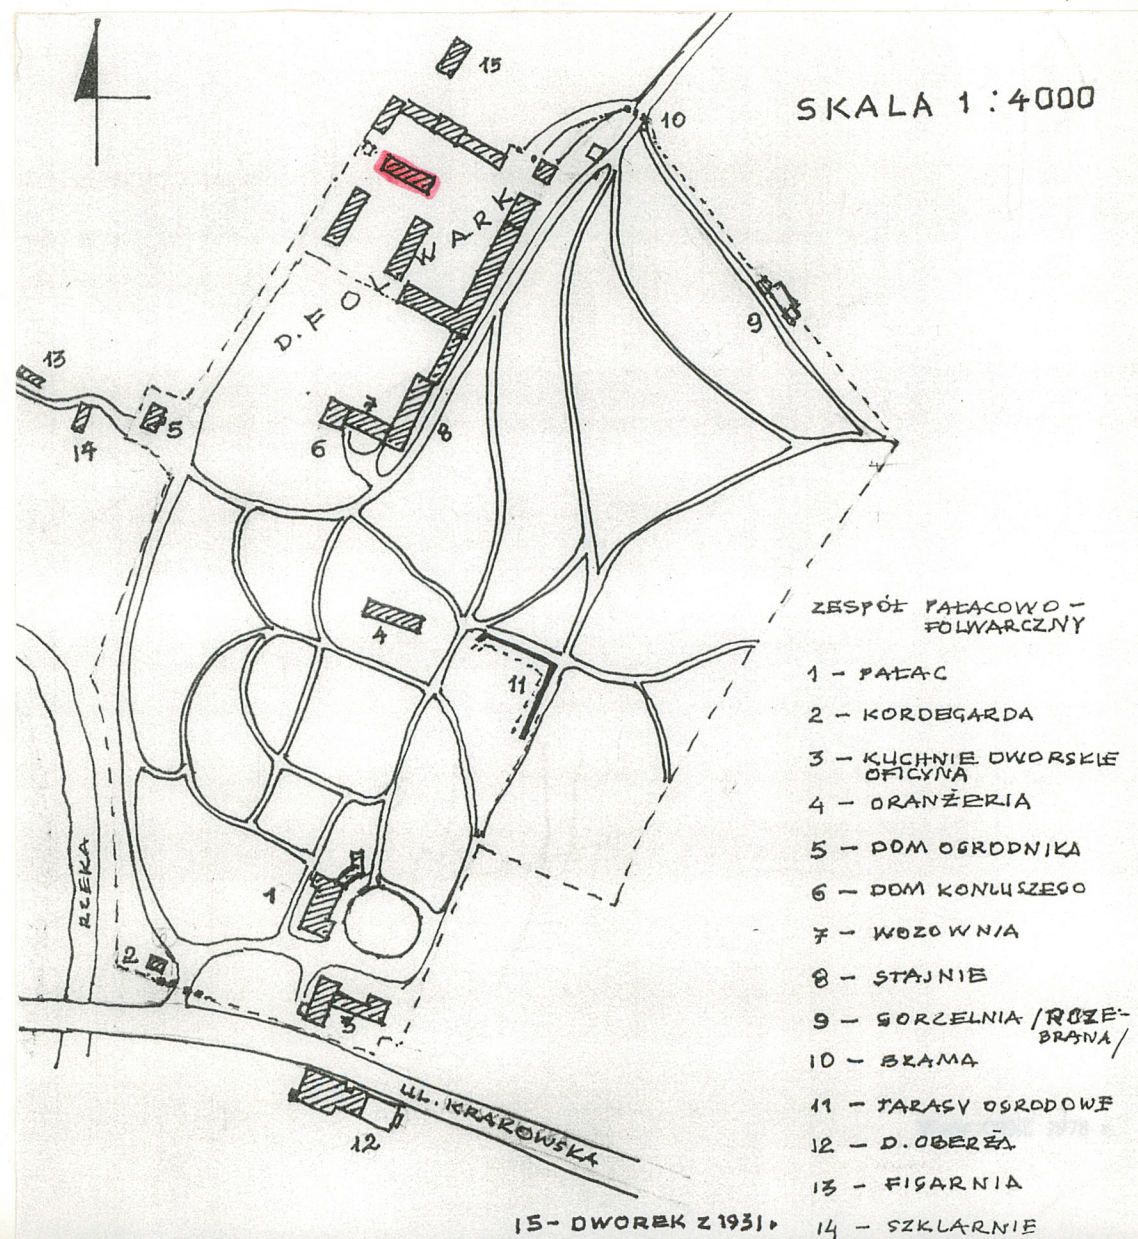 SKALA 1 : 4000
15
10
D. FOLWARK
9
13
14
5
7
6
8
4
11
1
2
3
12
RZEKA
UL. KRAKOWSKA
ZESPÓŁ PAŁACOWO -
FOLWARCZNY
1 - PAŁAC
2 - KORDEGARDA
3 - KUCHNIE DWORSKIE
OFICYNA
4 - ORANŻERIA
5 - DOM OGRODNIKA
6 - DOM KONIUSZEGO
7 - WOZOWNIA
8 - STAJNIE
9 - GORZELNIA /ROZE-
BRANA/
10 - BRAMA
11 - TARASY OGRODOWE
12 - D. OBERŻA
13 - FIGARNIA
14 - SZKLARNIE
15 - DWOREK Z 1931.